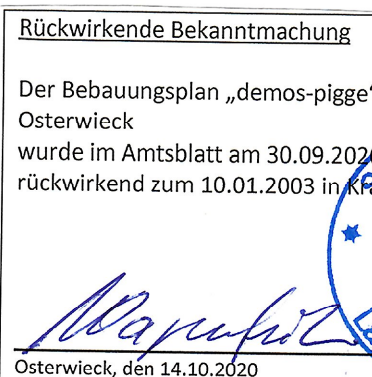 Rückwirkende Bekanntmachung
Der Bebauungsplan „demos-pigge“
Osterwieck
wurde im Amtsblatt am 30.09.202
rückwirkend zum 10.01.2003 in Kra
Osterwieck, den 14.10.2020